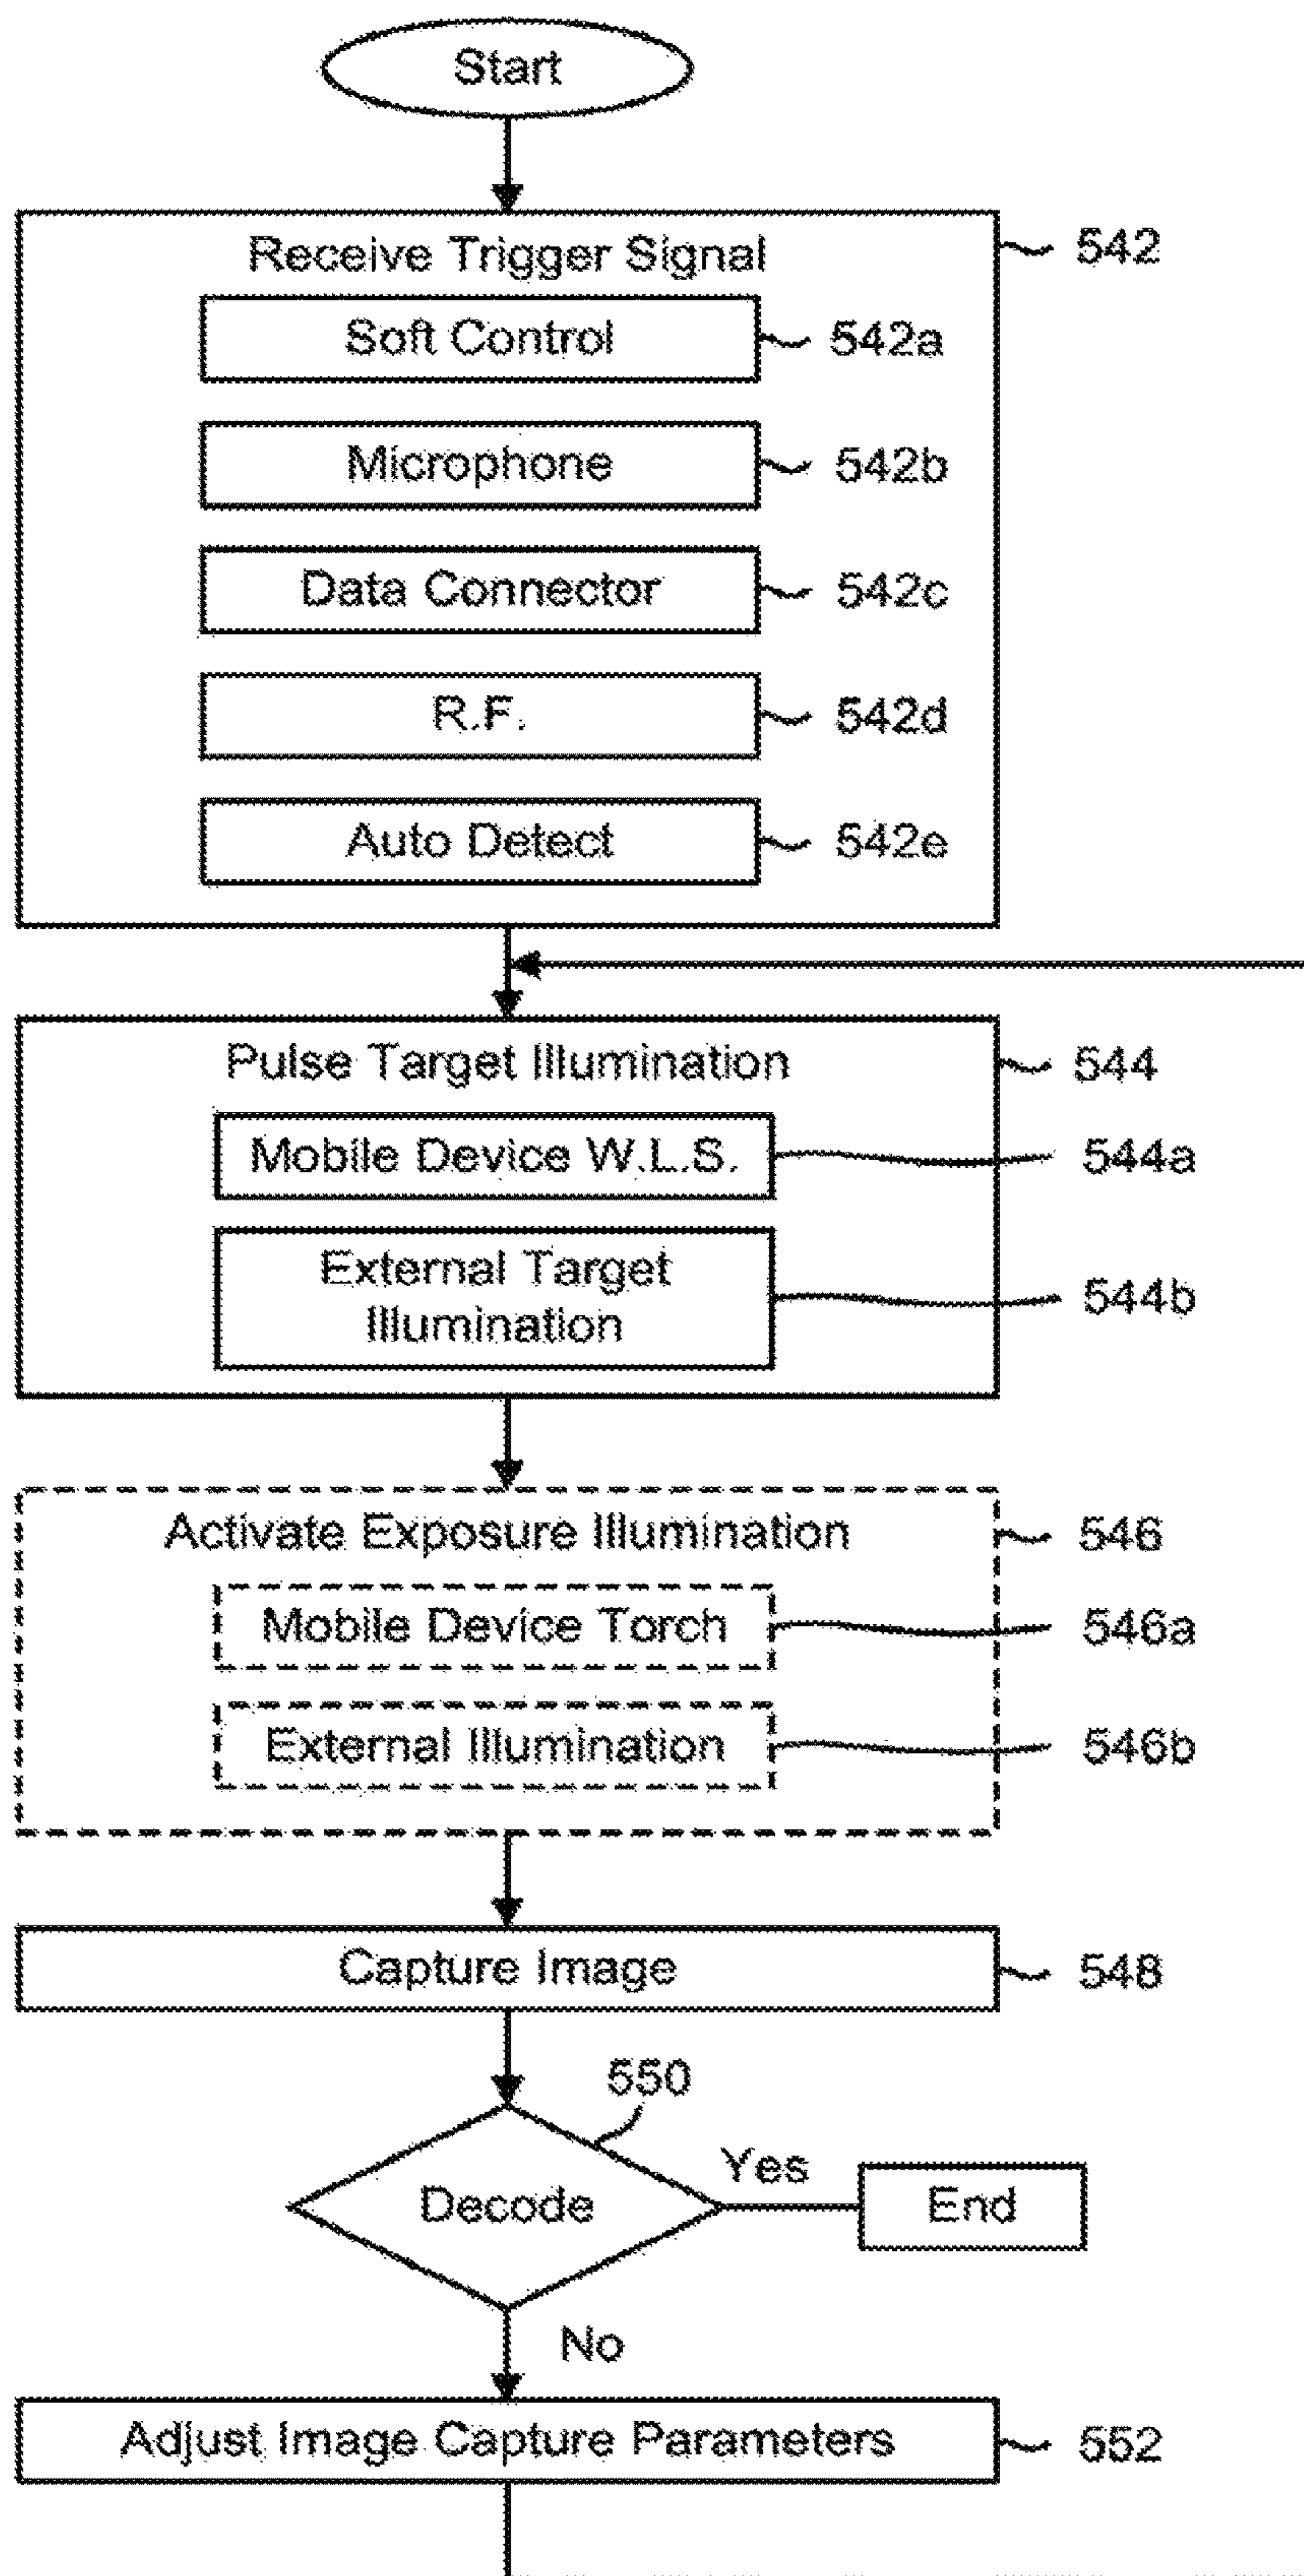 Start
Receive Trigger Signal
542
Soft Control
542a
Microphone
542b
Data Connector
542c
R.F.
542d
Auto Detect
542e
Pulse Target Illumination
544
Mobile Device W.L.S.
544a
External Target
Illumination
544b
Activate Exposure Illumination
546
Mobile Device Torch
546a
External Illumination
546b
Capture Image
548
550
Decode
Yes
End
No
Adjust Image Capture Parameters
552